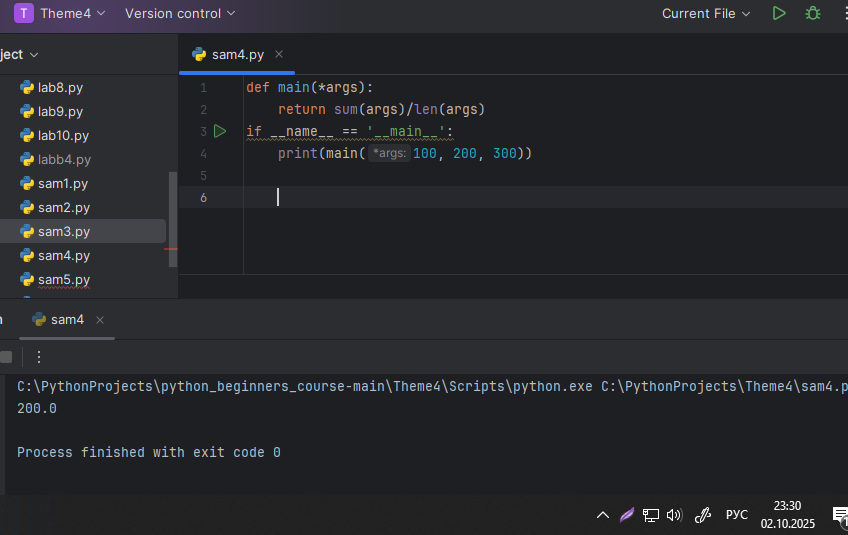 T Theme4 Version control Current File
ject
sam4.py
lab8.py
lab9.py
lab10.py
labb4.py
sam1.py
sam2.py
sam3.py
sam4.py
sam5.py
1 def main(*args):
2 return sum(args)/len(args)
3 if __name__ == '__main__':
4 print(main( *args: 100, 200, 300))
5
6
sam4
C:\PythonProjects\python_beginners_course-main\Theme4\Scripts\python.exe C:\PythonProjects\Theme4\sam4.p
200.0
Process finished with exit code 0
РУС
23:30
02.10.2025